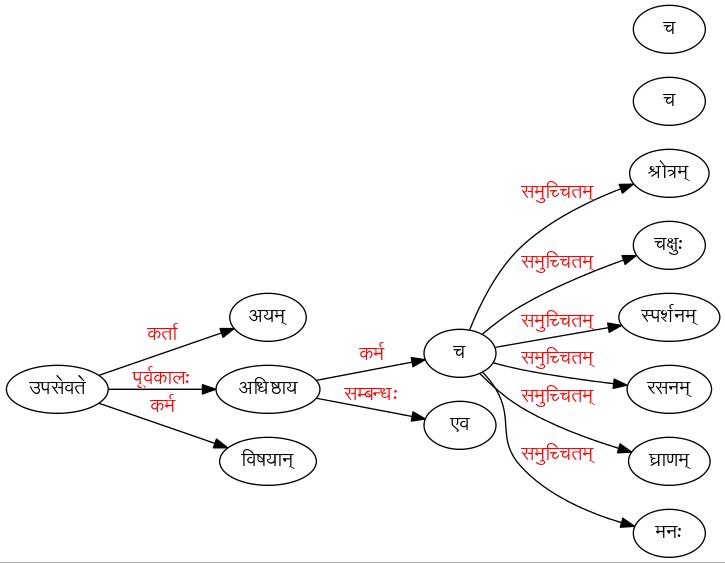 च
च
श्रोत्रम्
समुच्चितम्
चक्षुः
समुच्चितम्
अयम्
स्पर्शनम्
समुच्चितम्
कर्ता
च
कर्म
समुच्चितम्
पूर्वकालः
उपसेवते
अधिष्ठाय
रसनम्
सम्बन्धः
समुच्चितम्
कर्म
एव
विषयान्
घ्राणम्
समुच्चितम्
मनः